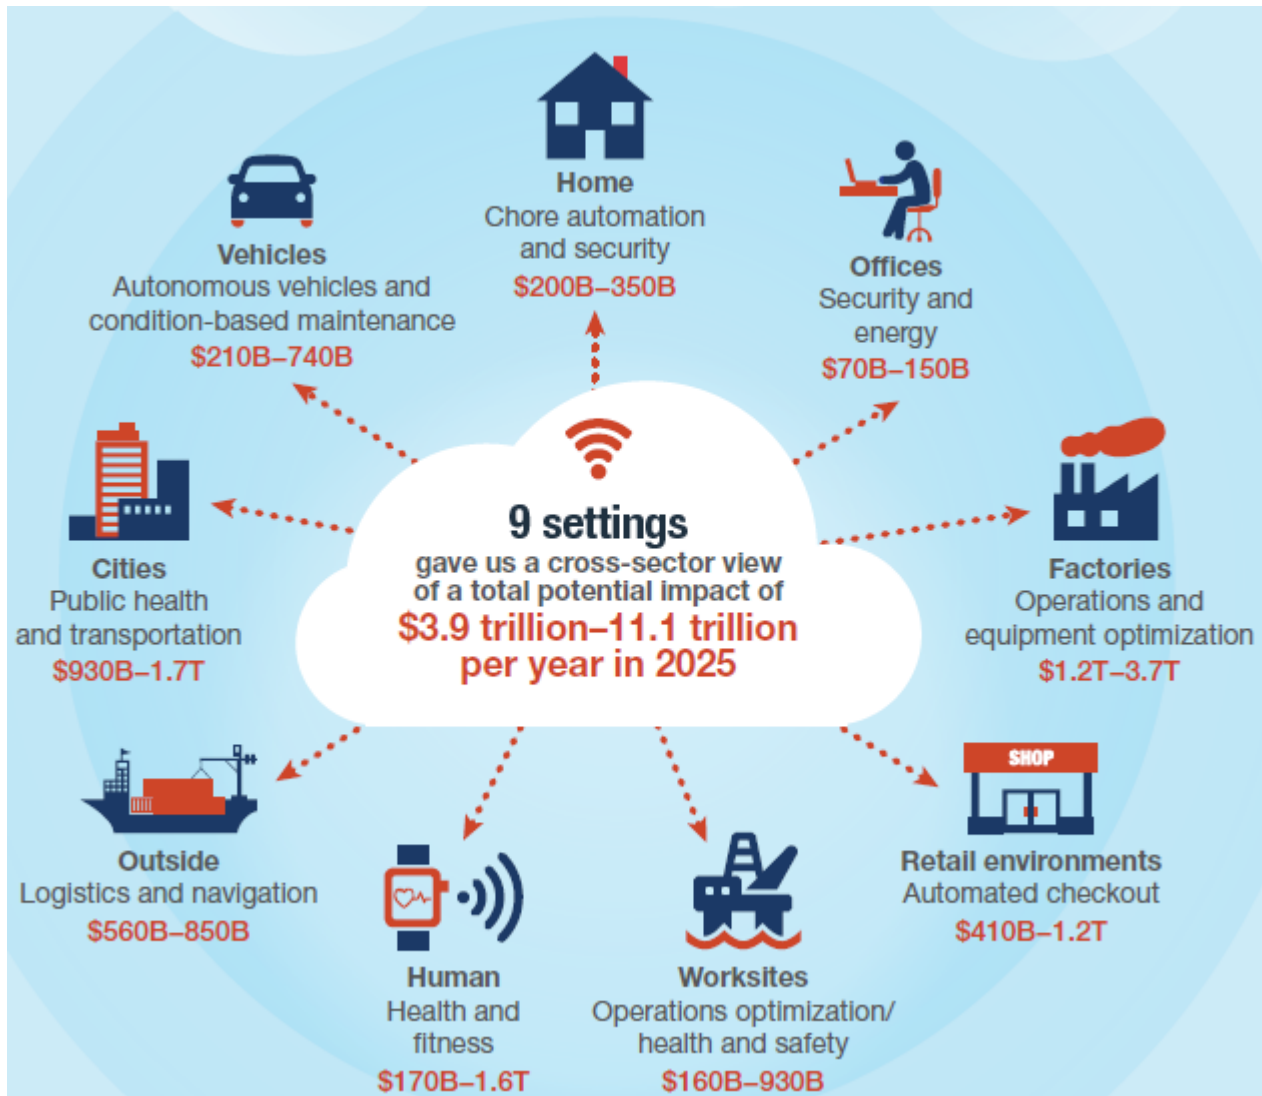 Home
Chore automation
and security
$200B–350B
Offices
Security and
energy
$70B–150B
Vehicles
Autonomous vehicles and
condition-based maintenance
$210B–740B
9 settings
gave us a cross-sector view
of a total potential impact of
$3.9 trillion–11.1 trillion
per year in 2025
Cities
Public health
and transportation
$930B–1.7T
Factories
Operations and
equipment optimization
$1.2T–3.7T
Outside
Logistics and navigation
$560B–850B
Human
Health and
fitness
$170B–1.6T
Worksites
Operations optimization/
health and safety
$160B–930B
SHOP
Retail environments
Automated checkout
$410B–1.2T